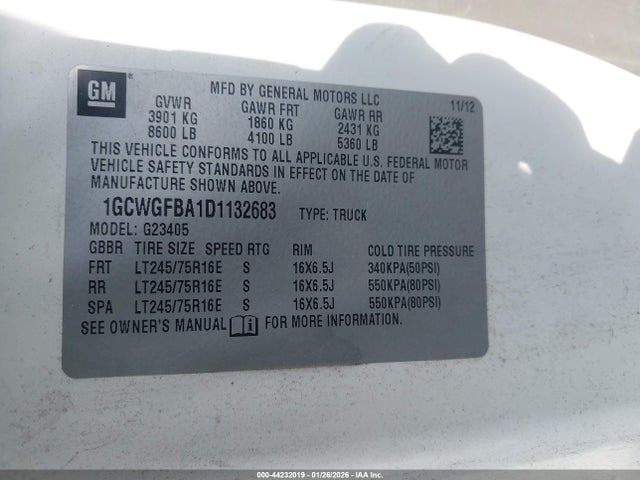 GM
MFD BY GENERAL MOTORS LLC
11/12
GVWR GAWR FRT GAWR RR
3901 KG 1860 KG 2431 KG
8600 LB 4100 LB 5360 LB
THIS VEHICLE CONFORMS TO ALL APPLICABLE U.S. FEDERAL MOTOR
VEHICLE SAFETY STANDARDS IN EFFECT ON THE DATE OF
MANUFACTURE SHOWN ABOVE.
1GCWGFBA1D1132683 TYPE: TRUCK
MODEL: G23405
GBBR TIRE SIZE SPEED RTG RIM COLD TIRE PRESSURE
FRT LT245/75R16E S 16X6.5J 340KPA(50PSI)
RR LT245/75R16E S 16X6.5J 550KPA(80PSI)
SPA LT245/75R16E S 16X6.5J 550KPA(80PSI)
SEE OWNER'S MANUAL FOR MORE INFORMATION.
000-44232019 - 01/26/2026 - IAA Inc.